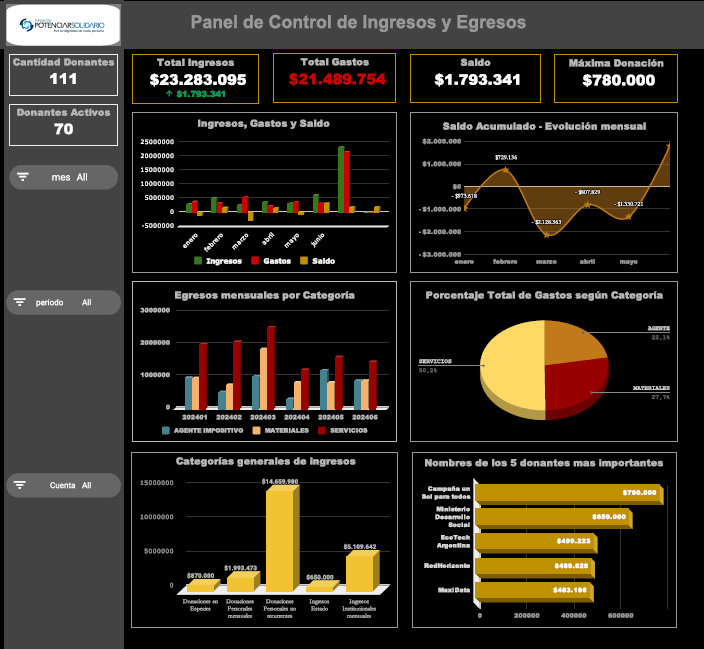 FUNDACIÓN
POTENCIARSOLIDARIO
Por la dignidad de cada persona
Panel de Control de Ingresos y Egresos
Cantidad Donantes
111
Donantes Activos
70
mes All
periodo All
Cuenta All
Total Ingresos
$23.283.095
↑ $1.793.341
Total Gastos
$21.489.754
Saldo
$1.793.341
Máxima Donación
$780.000
Ingresos, Gastos y Saldo
25000000
20000000
15000000
10000000
5000000
0
-5000000
enero
febrero
marzo
abril
mayo
junio
Ingresos
Gastos
Saldo
Saldo Acumulado - Evolución mensual
$2.000.000
$1.000.000
$0
-$1.000.000
-$2.000.000
-$3.000.000
- $973.618
$729.136
- $2.128.363
- $807.829
- $1.330.721
enero
febrero
marzo
abril
mayo
Egresos mensuales por Categoría
3000000
2000000
1000000
0
202401
202402
202403
202404
202405
202406
AGENTE IMPOSITIVO
MATERIALES
SERVICIOS
Porcentaje Total de Gastos según Categoría
AGENTE
22,1%
SERVICIOS
50,2%
MATERIALES
27,7%
Categorías generales de Ingresos
15000000
10000000
5000000
0
$870.000
$1.993.473
$14.659.980
$650.000
$5.109.642
Donaciones en
Especies
Donaciones
Personales
mensuales
Donaciones
Personales no
recurrentes
Ingresos
Estado
Ingresos
Institucionales
mensuales
Nombres de los 5 donantes mas importantes
Campaña un
Sol para todos
$780.000
Ministerio
Desarrollo
Social
$650.000
EcoTech
Argentina
$499.223
RedHorizonte
$489.625
MaxiData
$483.186
0
200000
400000
600000